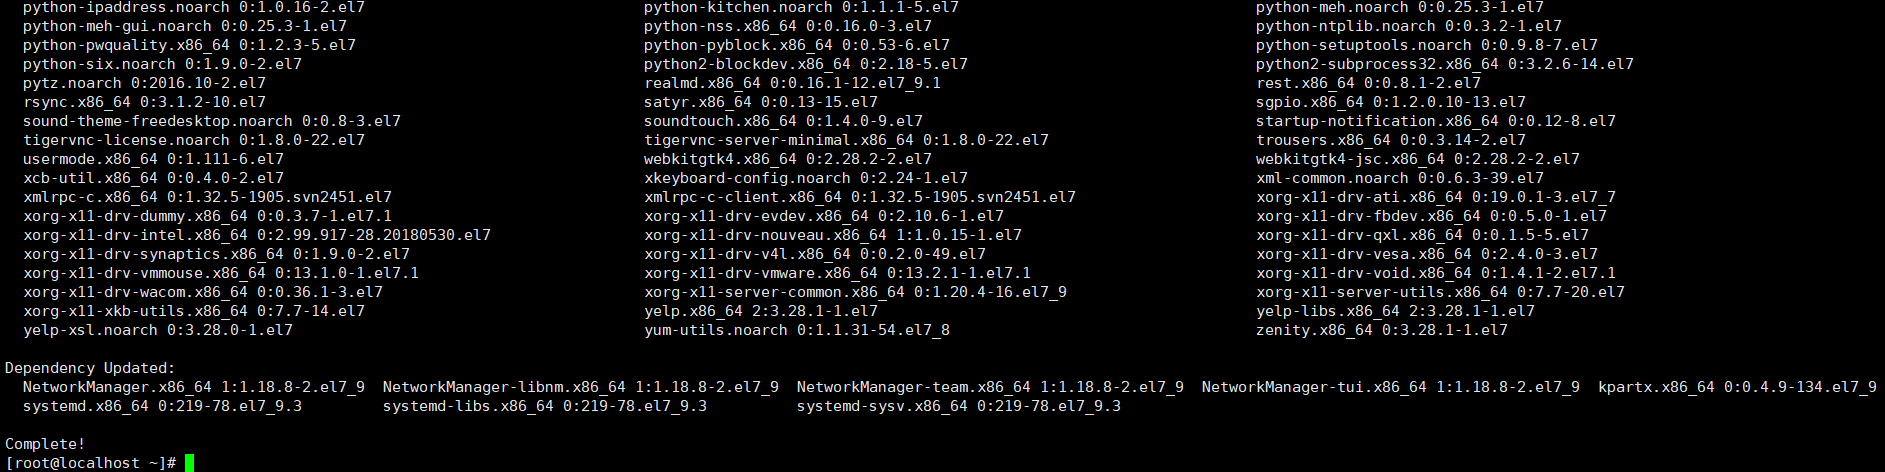 python-ipaddress.noarch 0:1.0.16-2.el7 python-kitchen.noarch 0:1.1.1-5.el7 python-meh.noarch 0:0.25.3-1.el7
python-meh-gui.noarch 0:0.25.3-1.el7 python-nss.x86_64 0:0.16.0-3.el7 python-ntplib.noarch 0:0.3.2-1.el7
python-pwquality.x86_64 0:1.2.3-5.el7 python-pyblock.x86_64 0:0.53-6.el7 python-setuptools.noarch 0:0.9.8-7.el7
python-six.noarch 0:1.9.0-2.el7 python2-blockdev.x86_64 0:2.18-5.el7 python2-subprocess32.x86_64 0:3.2.6-14.el7
pytz.noarch 0:2016.10-2.el7 realmd.x86_64 0:0.16.1-12.el7_9.1 rest.x86_64 0:0.8.1-2.el7
rsync.x86_64 0:3.1.2-10.el7 satyr.x86_64 0:0.13-15.el7 sgpio.x86_64 0:1.2.0.10-13.el7
sound-theme-freedesktop.noarch 0:0.8-3.el7 soundtouch.x86_64 0:1.4.0-9.el7 startup-notification.x86_64 0:0.12-8.el7
tigervnc-license.noarch 0:1.8.0-22.el7 tigervnc-server-minimal.x86_64 0:1.8.0-22.el7 trousers.x86_64 0:0.3.14-2.el7
usermode.x86_64 0:1.111-6.el7 webkitgtk4.x86_64 0:2.28.2-2.el7 webkitgtk4-jsc.x86_64 0:2.28.2-2.el7
xcb-util.x86_64 0:0.4.0-2.el7 xkeyboard-config.noarch 0:2.24-1.el7 xml-common.noarch 0:0.6.3-39.el7
xmlrpc-c.x86_64 0:1.32.5-1905.svn2451.el7 xmlrpc-c-client.x86_64 0:1.32.5-1905.svn2451.el7 xorg-x11-drv-ati.x86_64 0:19.0.1-3.el7_7
xorg-x11-drv-dummy.x86_64 0:0.3.7-1.el7.1 xorg-x11-drv-evdev.x86_64 0:2.10.6-1.el7 xorg-x11-drv-fbdev.x86_64 0:0.5.0-1.el7
xorg-x11-drv-intel.x86_64 0:2.99.917-28.20180530.el7 xorg-x11-drv-nouveau.x86_64 1:1.0.15-1.el7 xorg-x11-drv-qxl.x86_64 0:0.1.5-5.el7
xorg-x11-drv-synaptics.x86_64 0:1.9.0-2.el7 xorg-x11-drv-v4l.x86_64 0:0.2.0-49.el7 xorg-x11-drv-vesa.x86_64 0:2.4.0-3.el7
xorg-x11-drv-vmmouse.x86_64 0:13.1.0-1.el7.1 xorg-x11-drv-vmware.x86_64 0:13.2.1-1.el7.1 xorg-x11-drv-void.x86_64 0:1.4.1-2.el7.1
xorg-x11-drv-wacom.x86_64 0:0.36.1-3.el7 xorg-x11-server-common.x86_64 0:1.20.4-16.el7_9 xorg-x11-server-utils.x86_64 0:7.7-20.el7
xorg-x11-xkb-utils.x86_64 0:7.7-14.el7 yelp.x86_64 2:3.28.1-1.el7 yelp-libs.x86_64 2:3.28.1-1.el7
yelp-xsl.noarch 0:3.28.0-1.el7 yum-utils.noarch 0:1.1.31-54.el7_8 zenity.x86_64 0:3.28.1-1.el7
Dependency Updated:
NetworkManager.x86_64 1:1.18.8-2.el7_9 NetworkManager-libnm.x86_64 1:1.18.8-2.el7_9 NetworkManager-team.x86_64 1:1.18.8-2.el7_9 NetworkManager-tui.x86_64 1:1.18.8-2.el7_9 kpartx.x86_64 0:0.4.9-134.el7_9
systemd.x86_64 0:219-78.el7_9.3 systemd-libs.x86_64 0:219-78.el7_9.3 systemd-sysv.x86_64 0:219-78.el7_9.3
Complete!
[root@localhost ~]#